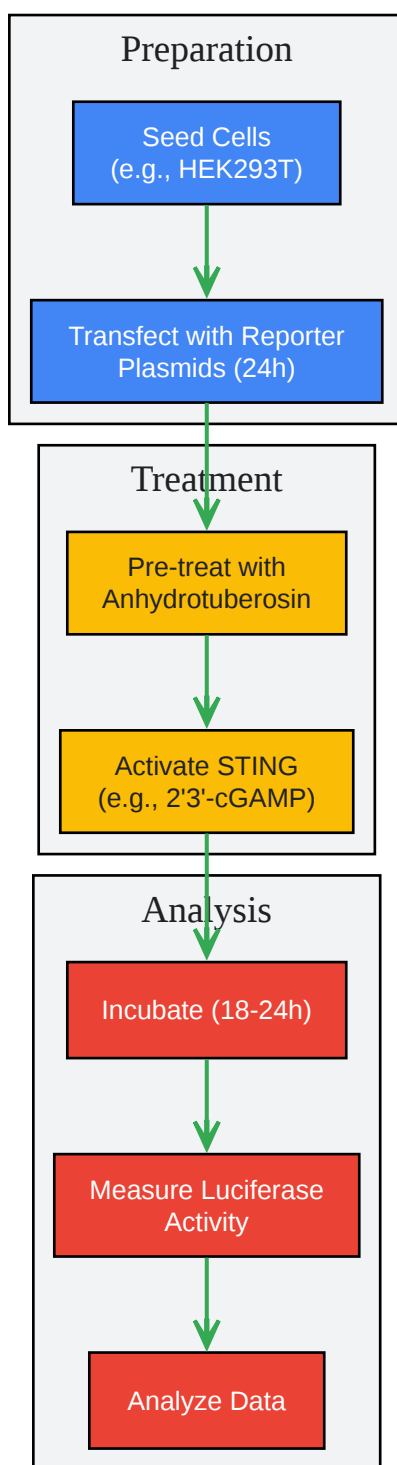 Preparation
Seed Cells
(e.g., HEK293T)
Transfect with Reporter
Plasmids (24h)
Treatment
Pre-treat with
Anhydrotuberosin
Activate STING
(e.g., 2'3'-cGAMP)
Analysis
Incubate (18-24h)
Measure Luciferase
Activity
Analyze Data